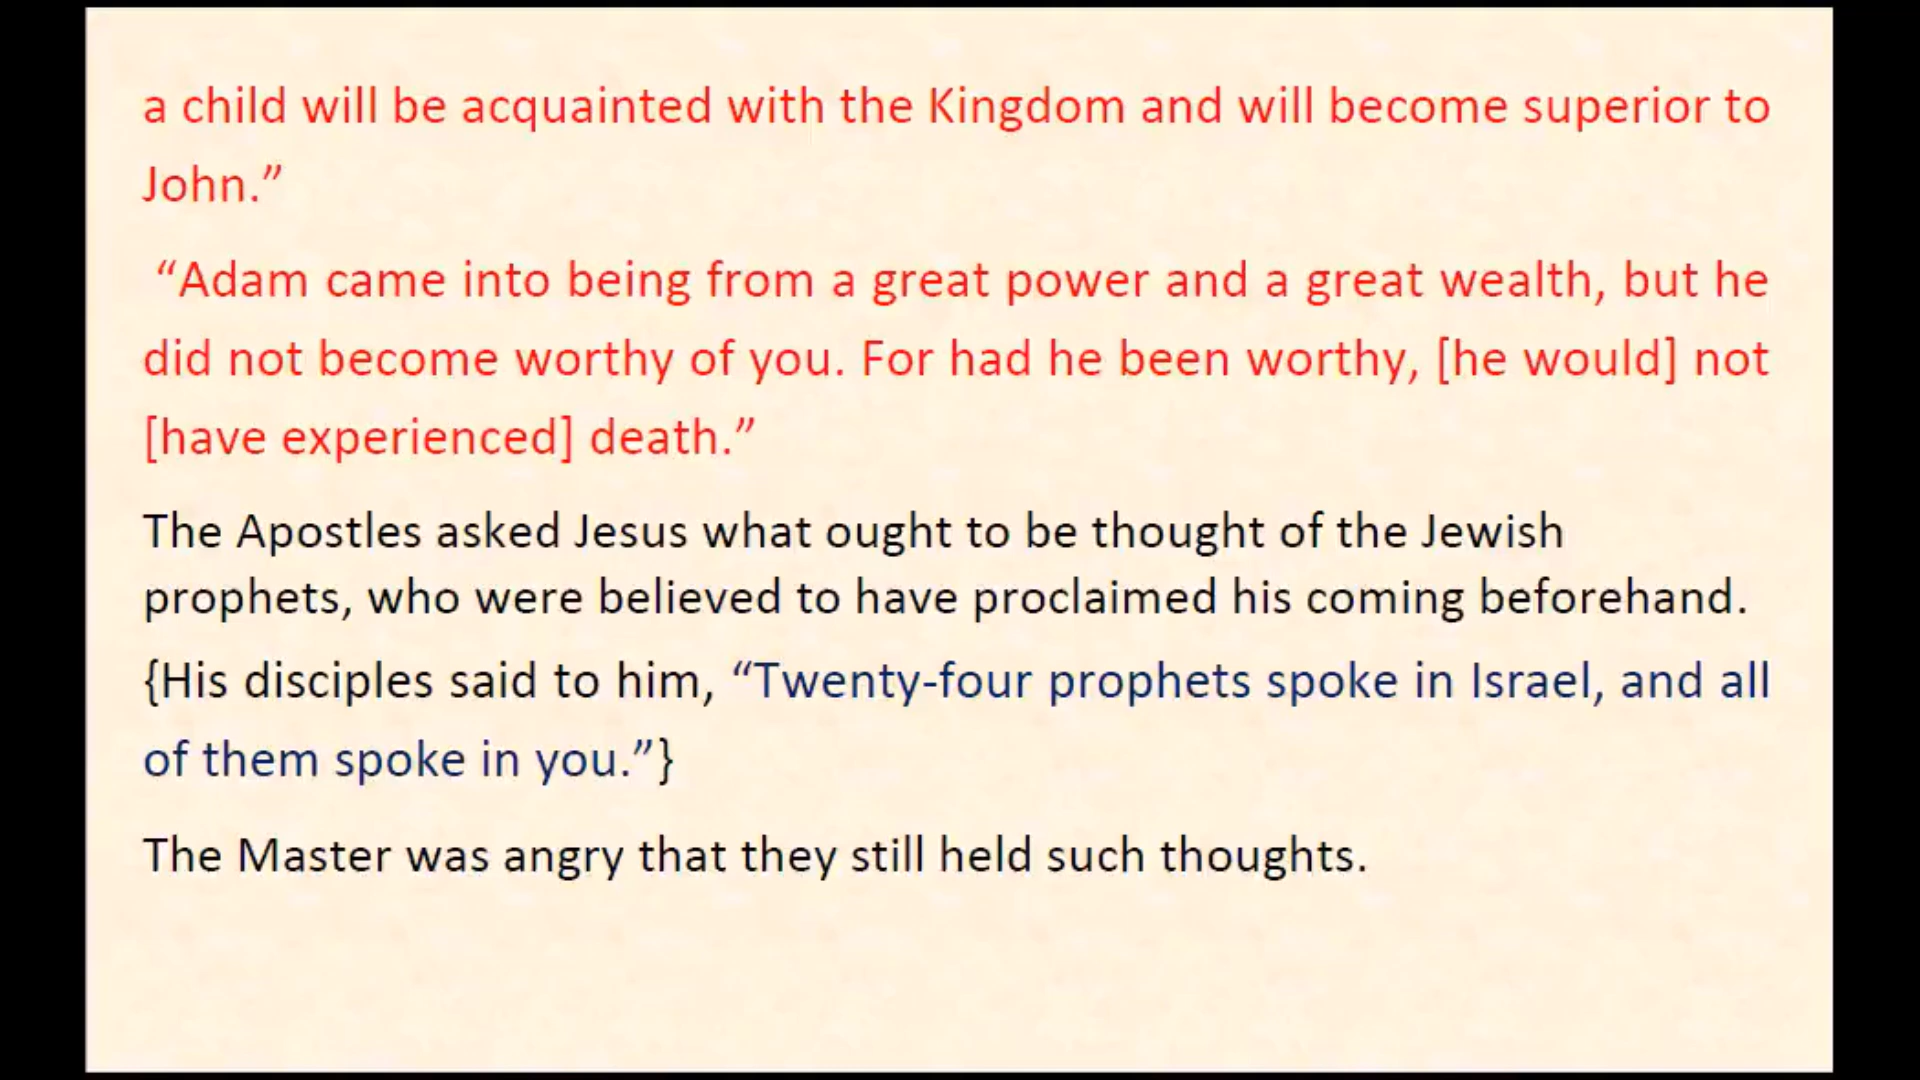 a child will be acquainted with the Kingdom and will become superior to
John.”
“Adam came into being from a great power and a great wealth, but he
did not become worthy of you. For had he been worthy, [he would] not
[have experienced] death.”
The Apostles asked Jesus what ought to be thought of the Jewish
prophets, who were believed to have proclaimed his coming beforehand.
{His disciples said to him, “Twenty-four prophets spoke in Israel, and all
of them spoke in you.”}
The Master was angry that they still held such thoughts.